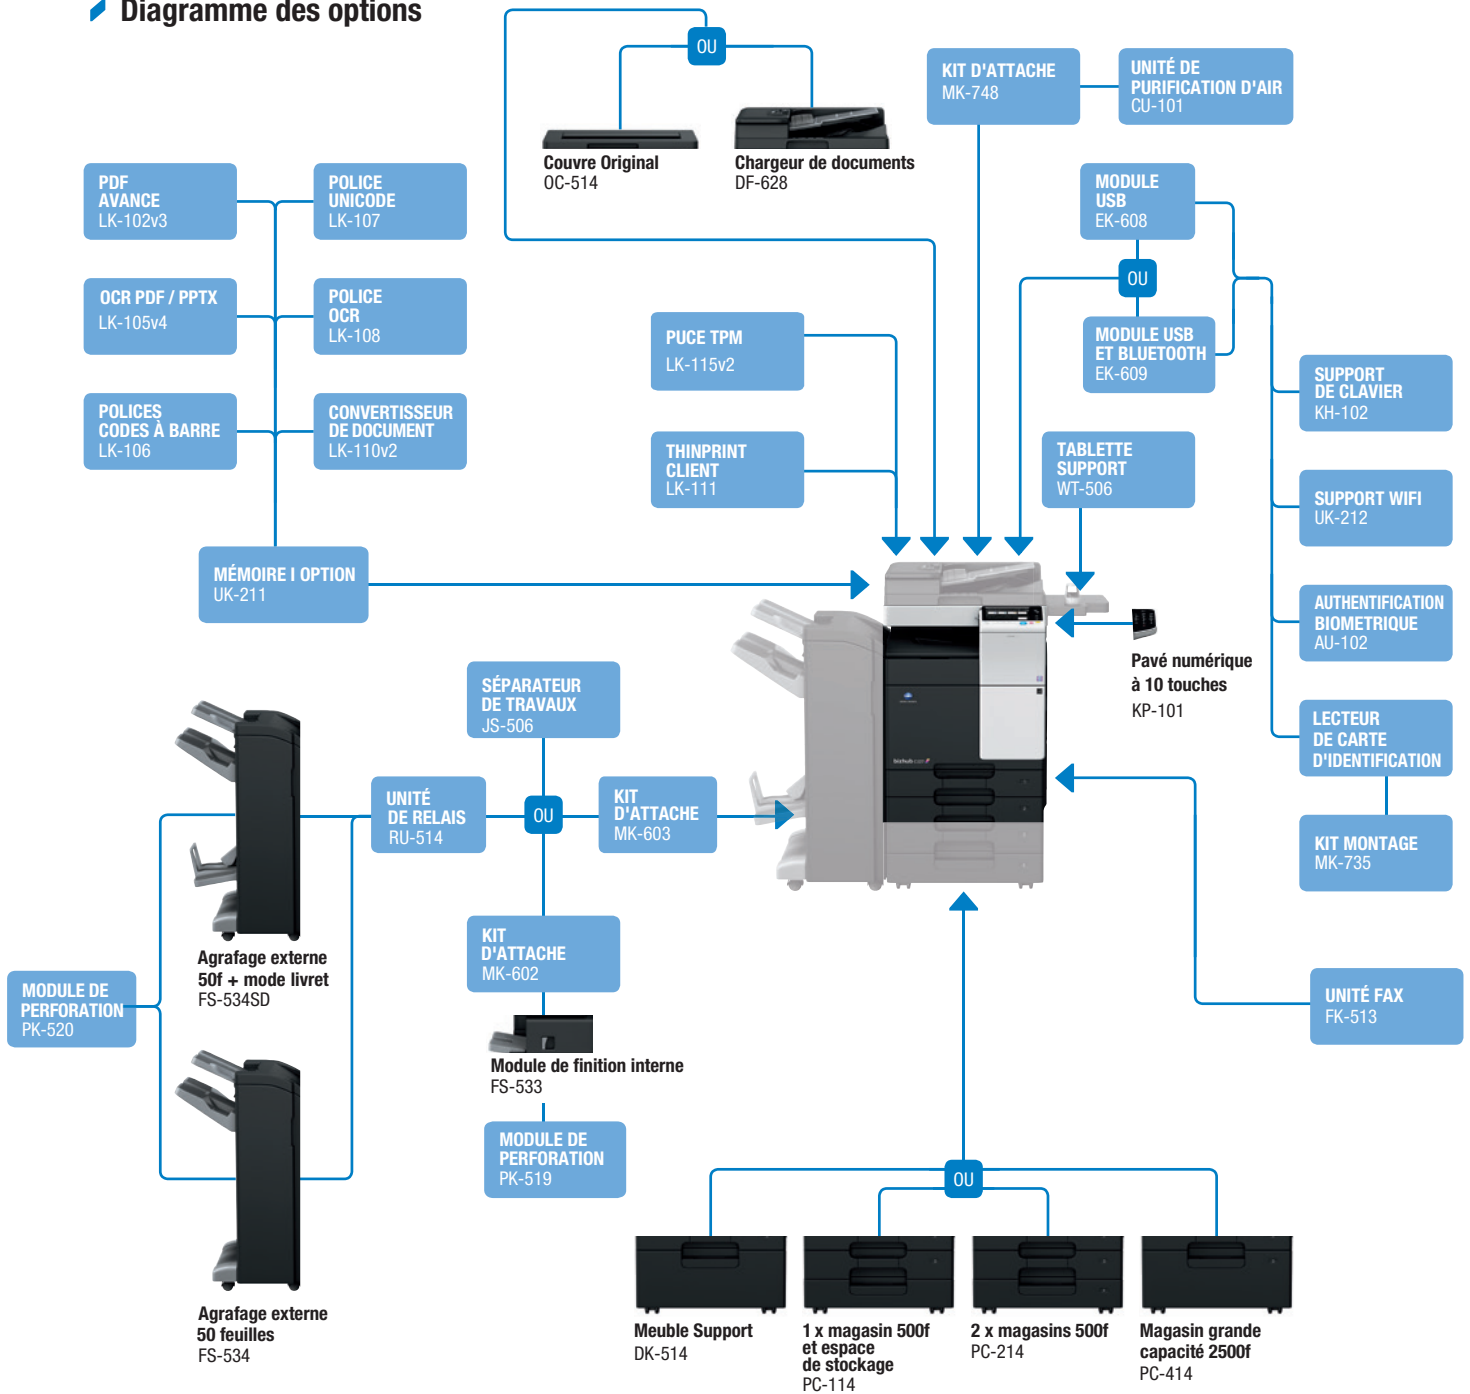 Diagramme des options
OU
Couvre Original
OC-514
Chargeur de documents
DF-628
KIT D'ATTACHE
MK-748
UNITÉ DE
PURIFICATION D'AIR
CU-101
PDF
AVANCE
LK-102v3
POLICE
UNICODE
LK-107
OCR PDF / PPTX
LK-105v4
POLICE
OCR
LK-108
POLICES
CODES À BARRE
LK-106
CONVERTISSEUR
DE DOCUMENT
LK-110v2
MÉMOIRE I OPTION
UK-211
PUCE TPM
LK-115v2
THINPRINT
CLIENT
LK-111
MODULE
USB
EK-608
OU
MODULE USB
ET BLUETOOTH
EK-609
TABLETTE
SUPPORT
WT-506
SUPPORT
DE CLAVIER
KH-102
SUPPORT WIFI
UK-212
AUTHENTIFICATION
BIOMETRIQUE
AU-102
LECTEUR
DE CARTE
D'IDENTIFICATION
KIT MONTAGE
MK-735
Pavé numérique
à 10 touches
KP-101
bizhub
SÉPARATEUR
DE TRAVAUX
JS-506
UNITÉ
DE RELAIS
RU-514
OU
KIT
D'ATTACHE
MK-603
KIT
D'ATTACHE
MK-602
Module de finition interne
FS-533
MODULE DE
PERFORATION
PK-519
Agrafage externe
50f + mode livret
FS-534SD
MODULE DE
PERFORATION
PK-520
Agrafage externe
50 feuilles
FS-534
UNITÉ FAX
FK-513
OU
Meuble Support
DK-514
1 x magasin 500f
et espace
de stockage
PC-114
2 x magasins 500f
PC-214
Magasin grande
capacité 2500f
PC-414